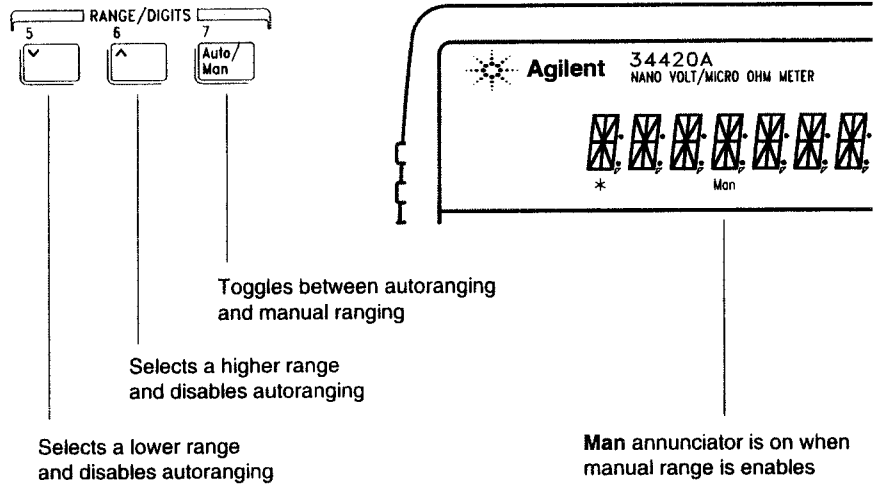 RANGE/DIGITS
5 6 7
Auto/
Man
Agilent 34420A
NANO VOLT/MICRO OHM METER
* Man
Toggles between autoranging
and manual ranging
Selects a higher range
and disables autoranging
Selects a lower range
and disables autoranging
Man annunciator is on when
manual range is enables